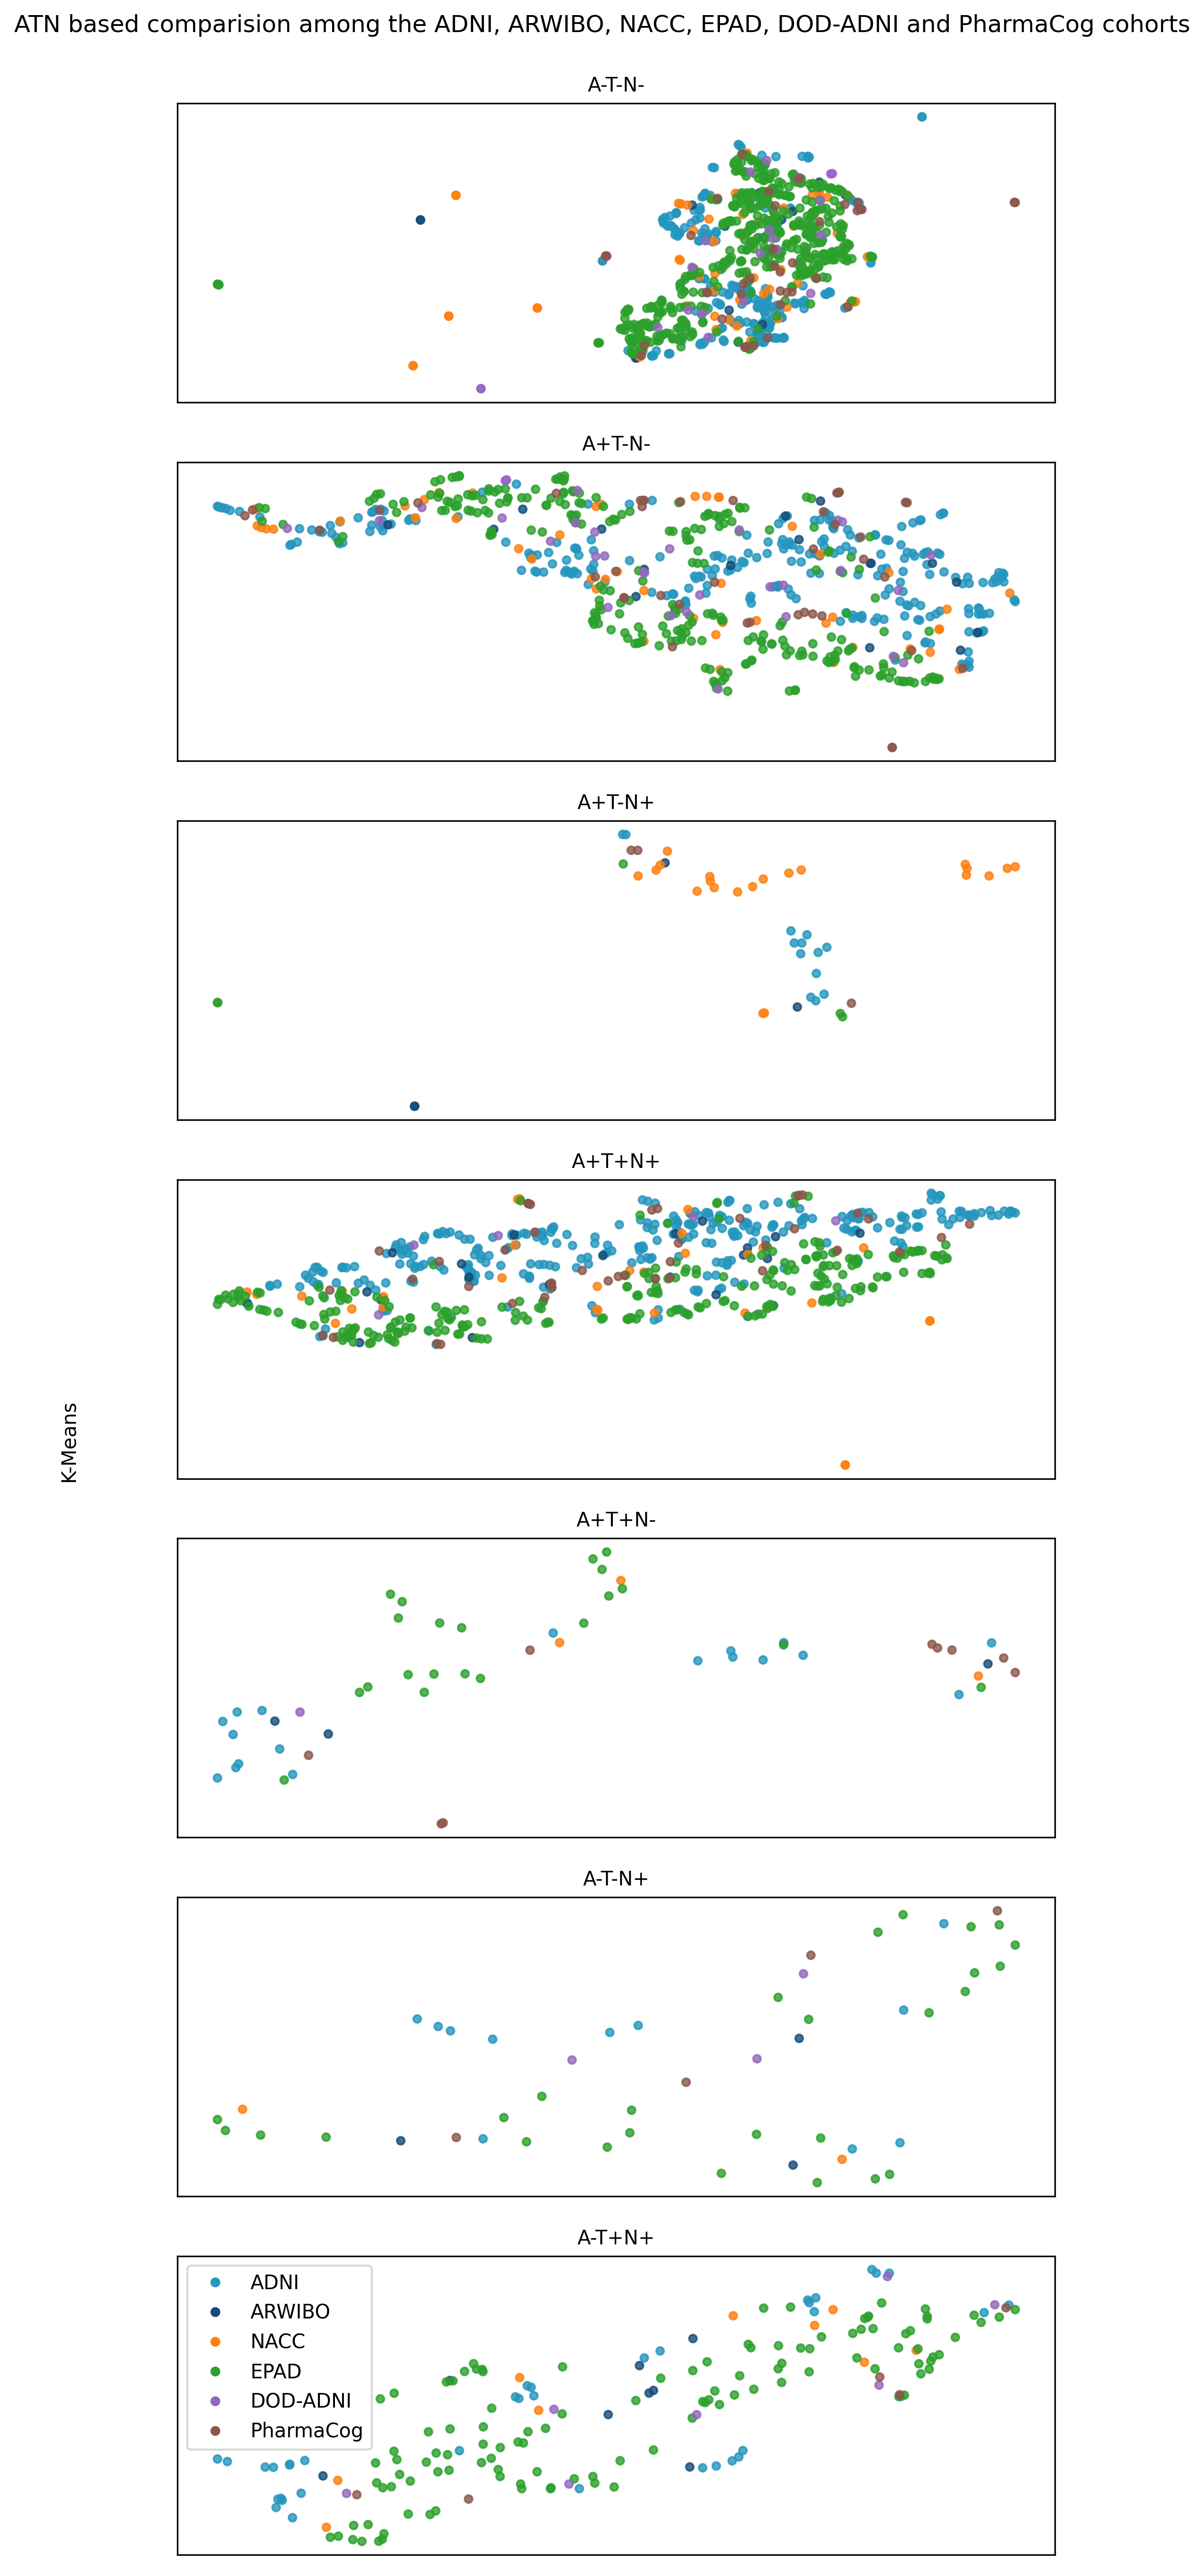 ATN based comparision among the ADNI, ARWIBO, NACC, EPAD, DOD-ADNI and PharmaCog cohorts
A-T-N-
A+T-N-
A+T-N+
A+T+N+
K-Means
A+T+N-
A-T-N+
A-T+N+
ADNI
ARWIBO
NACC
EPAD
DOD-ADNI
PharmaCog